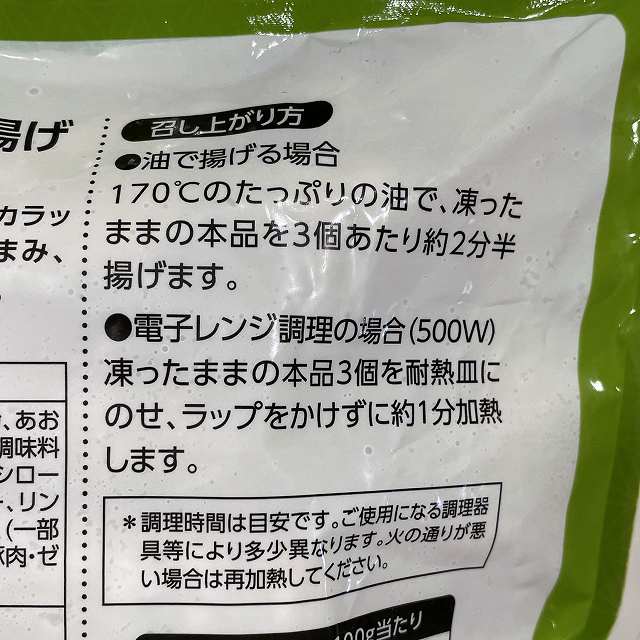 揚げ
カラッ
まみ、
召し上がり方
●油で揚げる場合
170℃のたっぷりの油で、凍った
ままの本品を3個あたり約2分半
揚げます。
●電子レンジ調理の場合(500W)
凍ったままの本品3個を耐熱皿に
のせ、ラップをかけずに約1分加熱
します。
、あお
調味料
シロー
、リン
(一部
豚肉・ゼ
*調理時間は目安です。ご使用になる調理器
具等により多少異なります。火の通りが悪
い場合は再加熱してください。
100g当たり